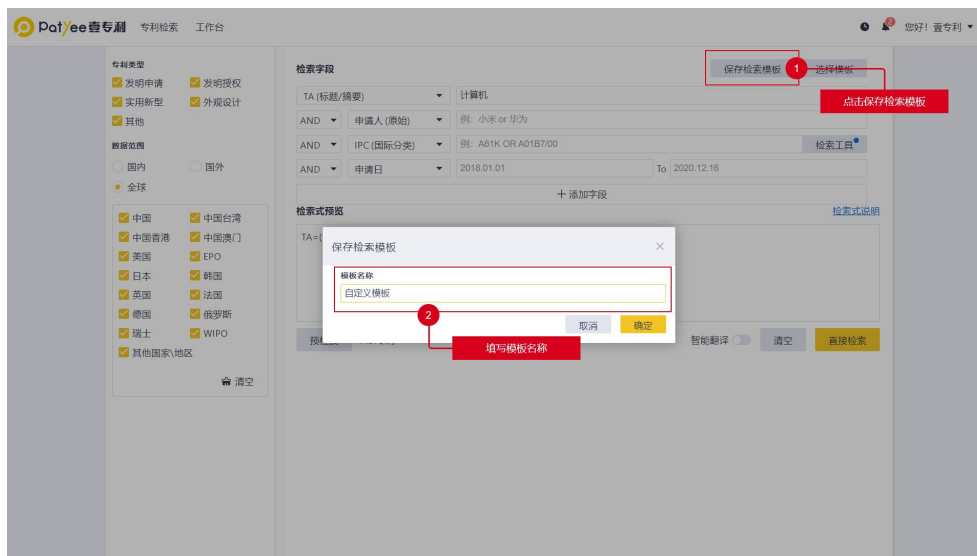 Patyee壹专利 专利检索 工作台 2 您好！壹专利
专利类型
发明申请 发明授权
实用新型 外观设计
其他
数据范围
国内 国外
全球
中国 中国台湾
中国香港 中国澳门
美国 EPO
日本 韩国
英国 法国
德国 俄罗斯
瑞士 WIPO
其他国家\地区
清空
检索字段 保存检索模板 1 选择模板
点击保存检索模板
TA (标题/摘要) 计算机
AND 申请人 (原始) 例：小米 or 华为
AND IPC (国际分类) 例：A61K OR A01B7/00 检索工具
AND 申请日 2018.01.01 To 2020.12.16
+ 添加字段
检索式预览 检索式说明
TA=(
保存检索模板 ×
模板名称
自定义模板
2
取消 确定
填写模板名称
智能翻译 清空 直接检索